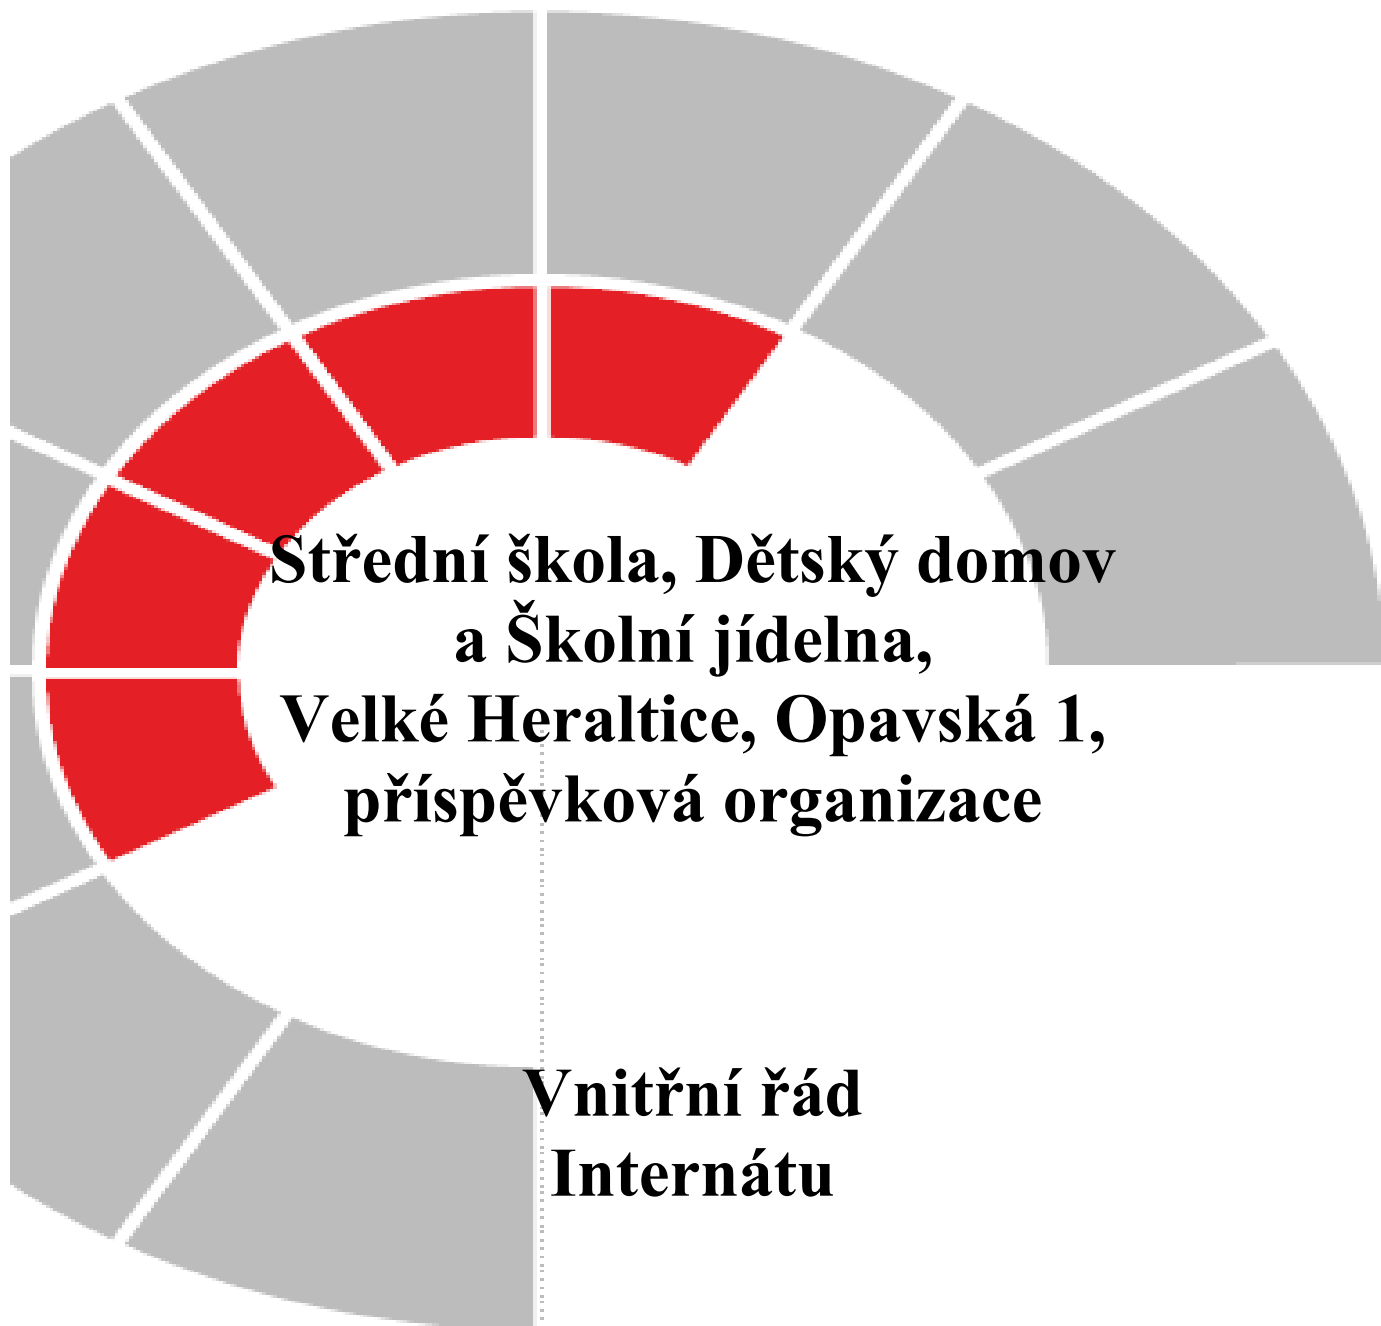 Střední škola, Dětský domov
a Školní jídelna,
Velké Heraltice, Opavská 1,
příspěvková organizace
Vnitřní řád
Internátu